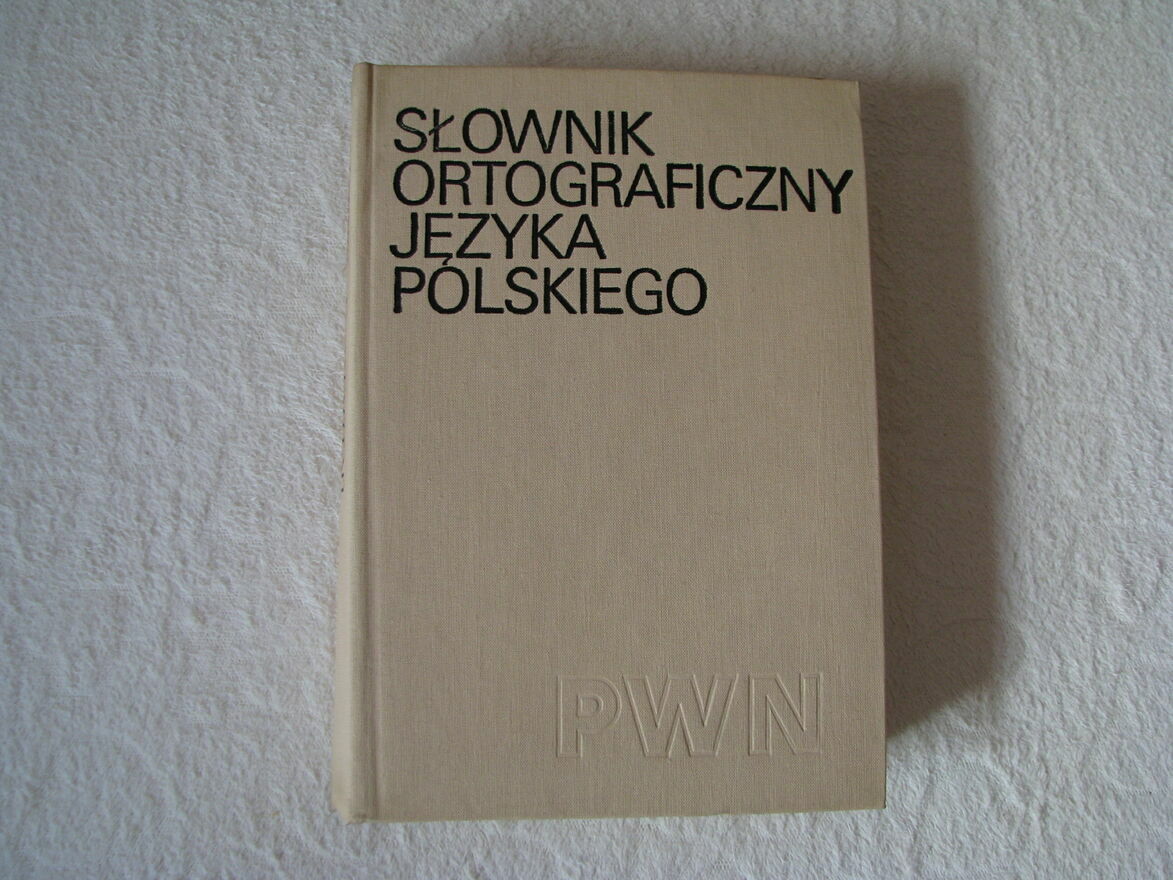 SŁOWNIK
ORTOGRAFICZNY
JĘZYKA
POLSKIEGO
PWN